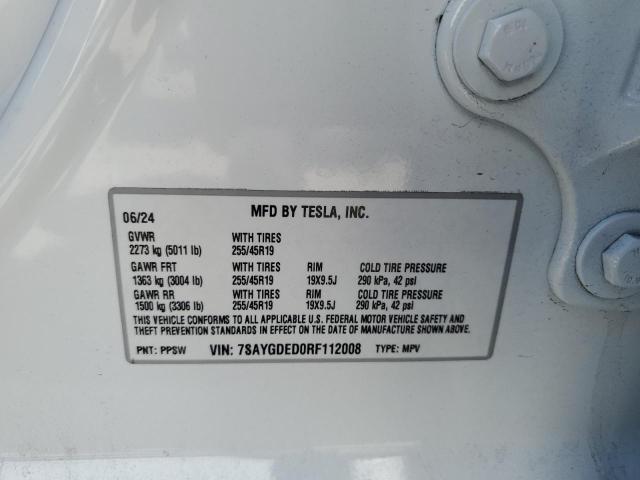 06/24 MFD BY TESLA, INC.
GVWR WITH TIRES
2273 kg (5011 lb) 255/45R19
GAWR FRT WITH TIRES RIM COLD TIRE PRESSURE
1363 kg (3004 lb) 255/45R19 19X9.5J 290 kPa, 42 psi
GAWR RR WITH TIRES RIM COLD TIRE PRESSURE
1500 kg (3306 lb) 255/45R19 19X9.5J 290 kPa, 42 psi
THIS VEHICLE CONFORMS TO ALL APPLICABLE U.S. FEDERAL MOTOR VEHICLE SAFETY AND
THEFT PREVENTION STANDARDS IN EFFECT ON THE DATE OF MANUFACTURE SHOWN ABOVE.
PNT: PPSW VIN: 7SAYGDED0RF112008 TYPE: MPV